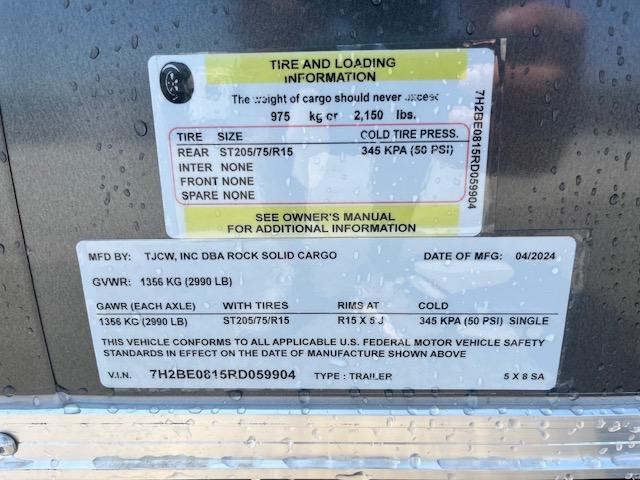 TIRE AND LOADING
INFORMATION
The weight of cargo should never exceed
975 kg or 2,150 lbs.
TIRE SIZE COLD TIRE PRESS.
REAR ST205/75/R15 345 KPA (50 PSI)
INTER NONE
FRONT NONE
SPARE NONE
SEE OWNER'S MANUAL
FOR ADDITIONAL INFORMATION
7H2BE0815RD059904
MFD BY: TJCW, INC DBA ROCK SOLID CARGO DATE OF MFG: 04/2024
GVWR: 1356 KG (2990 LB)
GAWR (EACH AXLE) WITH TIRES RIMS AT COLD
1356 KG (2990 LB) ST205/75/R15 R15 X 5 J 345 KPA (50 PSI) SINGLE
THIS VEHICLE CONFORMS TO ALL APPLICABLE U.S. FEDERAL MOTOR VEHICLE SAFETY
STANDARDS IN EFFECT ON THE DATE OF MANUFACTURE SHOWN ABOVE
V.I.N. 7H2BE0815RD059904 TYPE : TRAILER 5 X 8 SA